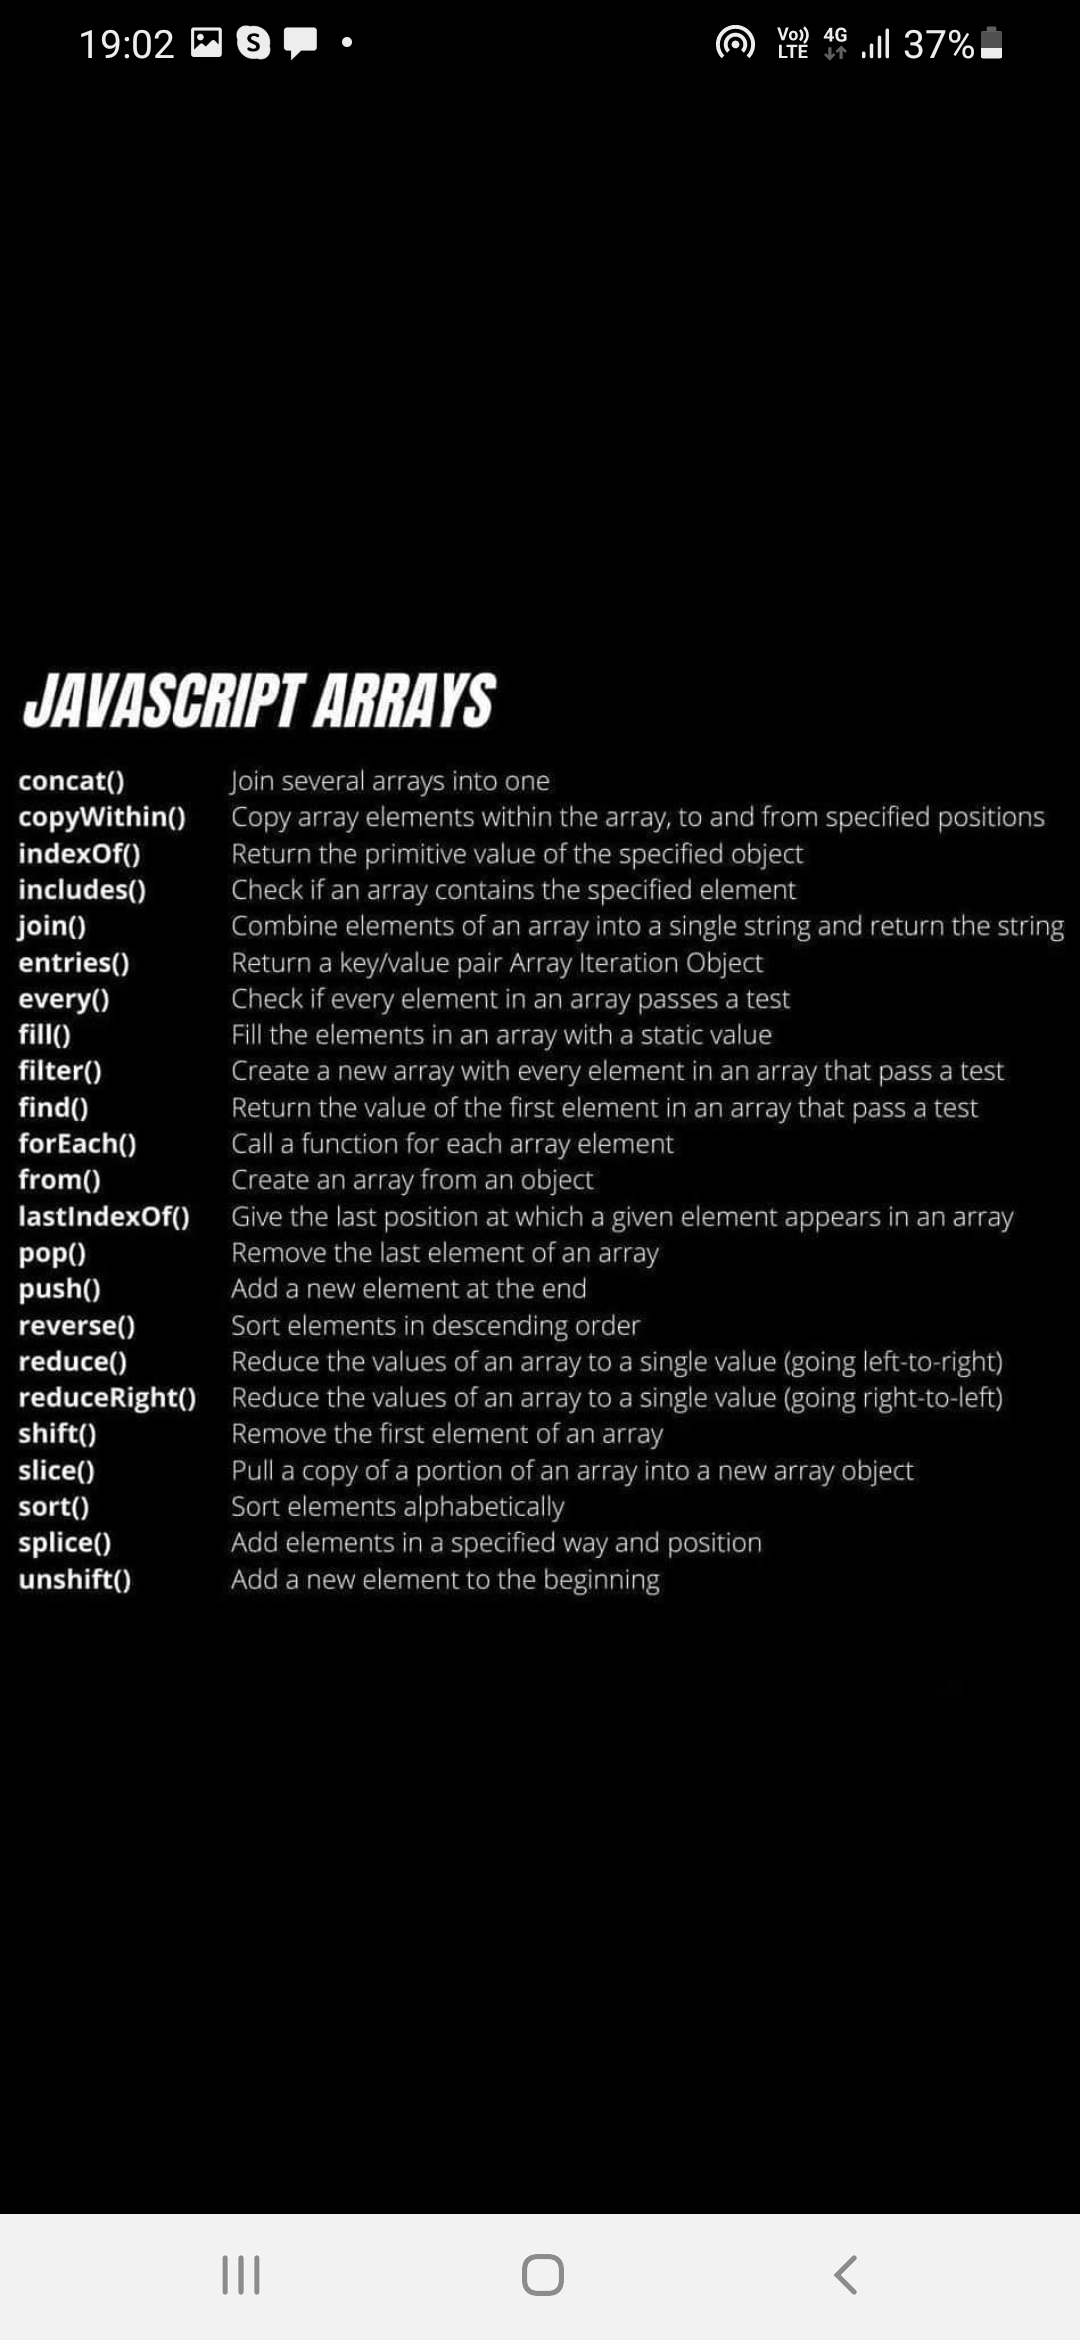 19:02 Vo)) LTE 4G 37%
JAVASCRIPT ARRAYS
concat() Join several arrays into one
copyWithin() Copy array elements within the array, to and from specified positions
indexOf() Return the primitive value of the specified object
includes() Check if an array contains the specified element
join() Combine elements of an array into a single string and return the string
entries() Return a key/value pair Array Iteration Object
every() Check if every element in an array passes a test
fill() Fill the elements in an array with a static value
filter() Create a new array with every element in an array that pass a test
find() Return the value of the first element in an array that pass a test
forEach() Call a function for each array element
from() Create an array from an object
lastIndexOf() Give the last position at which a given element appears in an array
pop() Remove the last element of an array
push() Add a new element at the end
reverse() Sort elements in descending order
reduce() Reduce the values of an array to a single value (going left-to-right)
reduceRight() Reduce the values of an array to a single value (going right-to-left)
shift() Remove the first element of an array
slice() Pull a copy of a portion of an array into a new array object
sort() Sort elements alphabetically
splice() Add elements in a specified way and position
unshift() Add a new element to the beginning